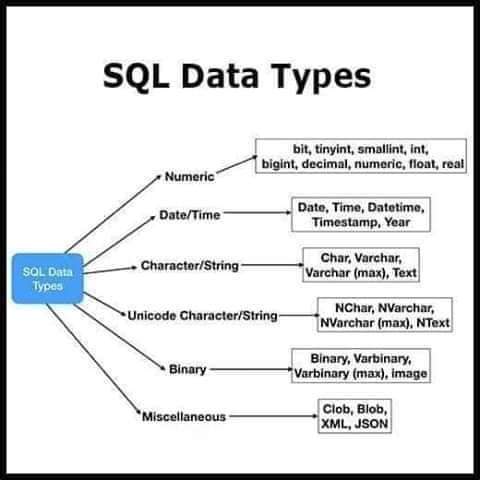 SQL Data Types
bit, tinyint, smallint, int,
bigint, decimal, numeric, float, real
Numeric
Date, Time, Datetime,
Timestamp, Year
Date/Time
Char, Varchar,
Varchar (max), Text
Character/String
SQL Data
Types
NChar, NVarchar,
NVarchar (max), NText
Unicode Character/String
Binary, Varbinary,
Varbinary (max), image
Binary
Clob, Blob,
XML, JSON
Miscellaneous